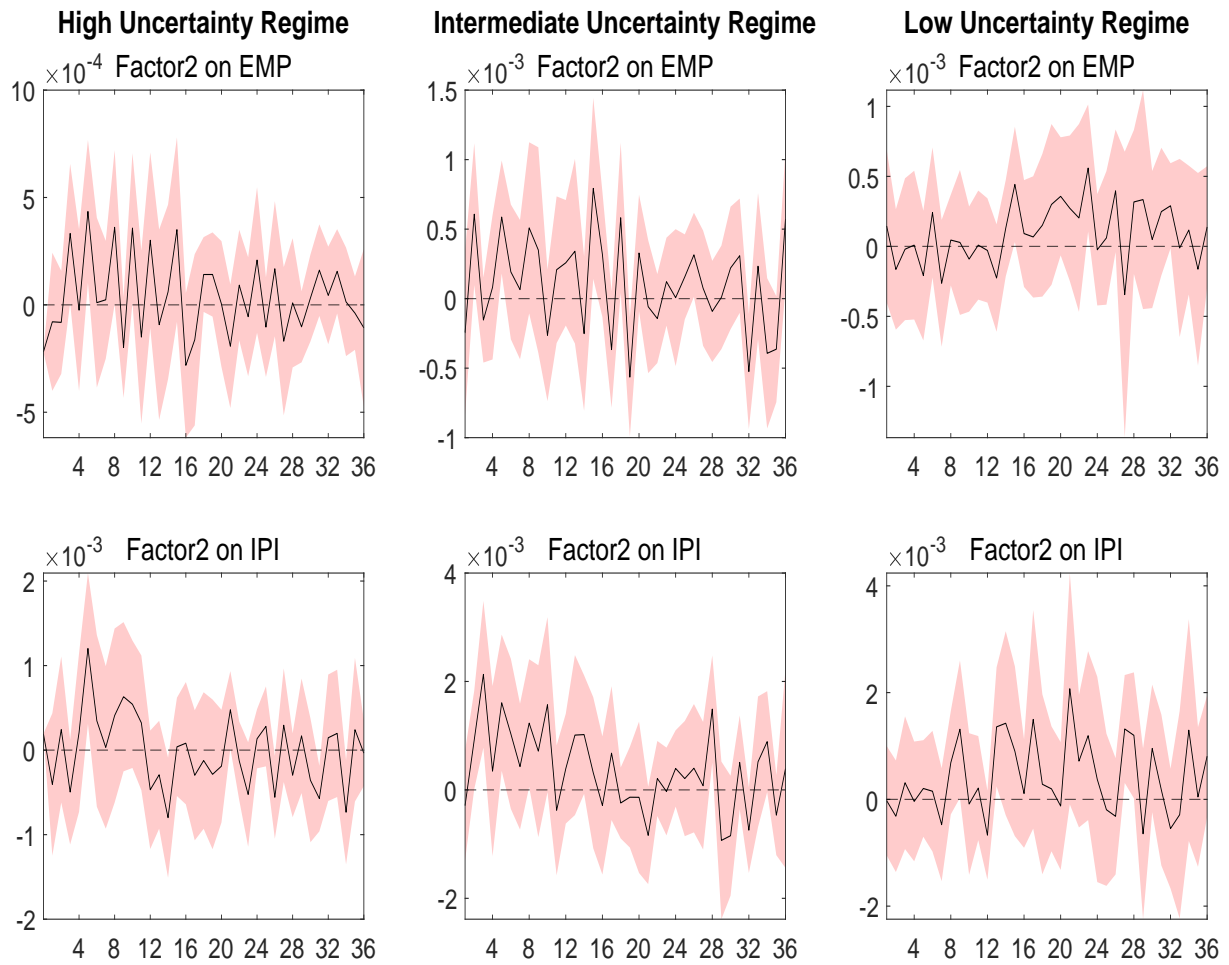 High Uncertainty Regime Intermediate Uncertainty Regime Low Uncertainty Regime
×10-4 Factor2 on EMP ×10-3 Factor2 on EMP ×10-3 Factor2 on EMP
10 1.5 1
5 1 0.5
0 0.5 0
-5 0 -0.5
-0.5 -1
-1
4 8 12 16 20 24 28 32 36 4 8 12 16 20 24 28 32 36 4 8 12 16 20 24 28 32 36
×10-3 Factor2 on IPI ×10-3 Factor2 on IPI ×10-3 Factor2 on IPI
2 4 4
1 2 2
0 0 0
-1 -2 -2
-2
4 8 12 16 20 24 28 32 36 4 8 12 16 20 24 28 32 36 4 8 12 16 20 24 28 32 36